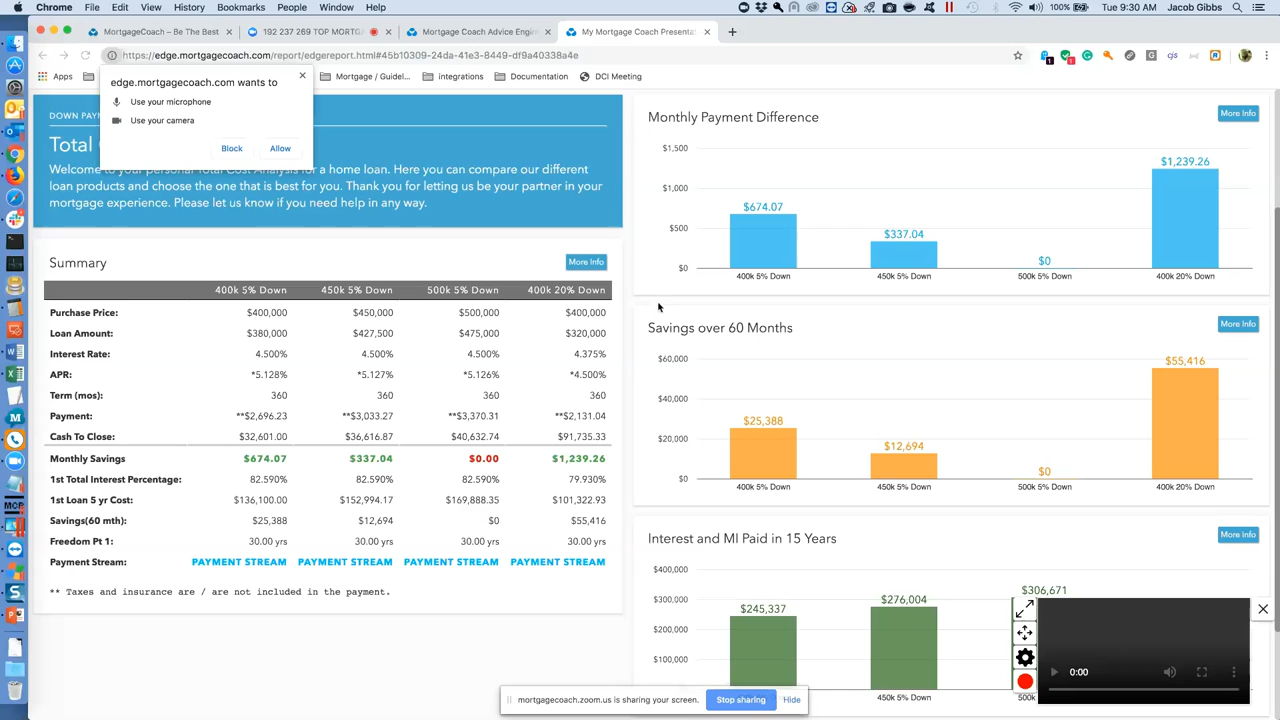 Chrome File Edit View History Bookmarks People Window Help 100% Tue 9:30 AM Jacob Gibbs
MortgageCoach – Be The Best 192 237 269 TOP MORTG Mortgage Coach Advice Engin My Mortgage Coach Presentat
https://edge.mortgagecoach.com/report/edgereport.html#45b10309-24da-41e3-8449-df9a40338a4e
Apps Mortgage / Guidel... integrations Documentation DCI Meeting
edge.mortgagecoach.com wants to
Use your microphone
Use your camera
Block Allow
DOWN PAYM
Total
Welcome to your personal Total Cost Analysis for a home loan. Here you can compare our different
loan products and choose the one that is best for you. Thank you for letting us be your partner in your
mortgage experience. Please let us know if you need help in any way.
Summary More Info
400k 5% Down 450k 5% Down 500k 5% Down 400k 20% Down
Purchase Price: $400,000 $450,000 $500,000 $400,000
Loan Amount: $380,000 $427,500 $475,000 $320,000
Interest Rate: 4.500% 4.500% 4.500% 4.375%
APR: *5.128% *5.127% *5.126% *4.500%
Term (mos): 360 360 360 360
Payment: **$2,696.23 **$3,033.27 **$3,370.31 **$2,131.04
Cash To Close: $32,601.00 $36,616.87 $40,632.74 $91,735.33
Monthly Savings $674.07 $337.04 $0.00 $1,239.26
1st Total Interest Percentage: 82.590% 82.590% 82.590% 79.930%
1st Loan 5 yr Cost: $136,100.00 $152,994.17 $169,888.35 $101,322.93
Savings(60 mth): $25,388 $12,694 $0 $55,416
Freedom Pt 1: 30.00 yrs 30.00 yrs 30.00 yrs 30.00 yrs
Payment Stream: PAYMENT STREAM PAYMENT STREAM PAYMENT STREAM PAYMENT STREAM
** Taxes and insurance are / are not included in the payment.
Monthly Payment Difference More Info
$1,500
$1,000
$500
$0
$674.07 $337.04 $0 $1,239.26
400k 5% Down 450k 5% Down 500k 5% Down 400k 20% Down
Savings over 60 Months More Info
$60,000
$40,000
$20,000
$0
$25,388 $12,694 $0 $55,416
400k 5% Down 450k 5% Down 500k 5% Down 400k 20% Down
Interest and MI Paid in 15 Years More Info
$400,000
$300,000
$200,000
$100,000
$245,337 $276,004 $306,671
450k 5% Down 500k
0:00
mortgagecoach.zoom.us is sharing your screen. Stop sharing Hide